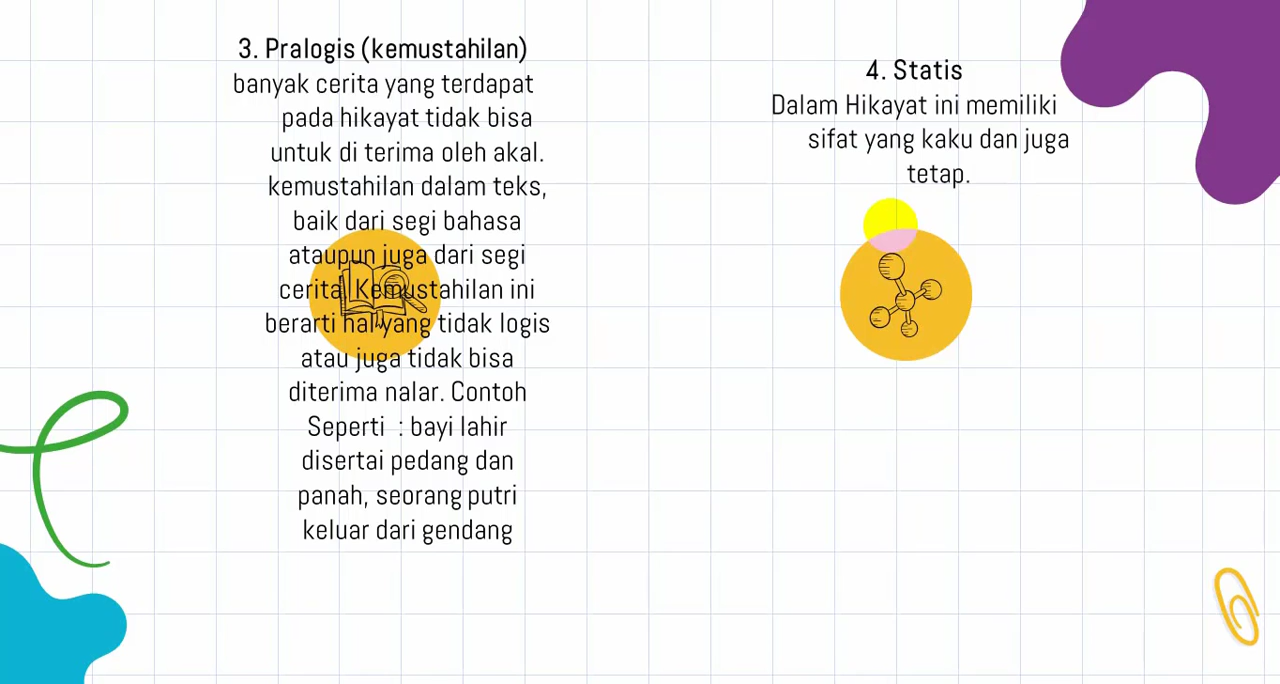 3. Pralogis (kemustahilan)
banyak cerita yang terdapat
pada hikayat tidak bisa
untuk di terima oleh akal.
kemustahilan dalam teks,
baik dari segi bahasa
ataupun juga dari segi
cerita. Kemustahilan ini
berarti hal yang tidak logis
atau juga tidak bisa
diterima nalar. Contoh
Seperti : bayi lahir
disertai pedang dan
panah, seorang putri
keluar dari gendang
4. Statis
Dalam Hikayat ini memiliki
sifat yang kaku dan juga
tetap.